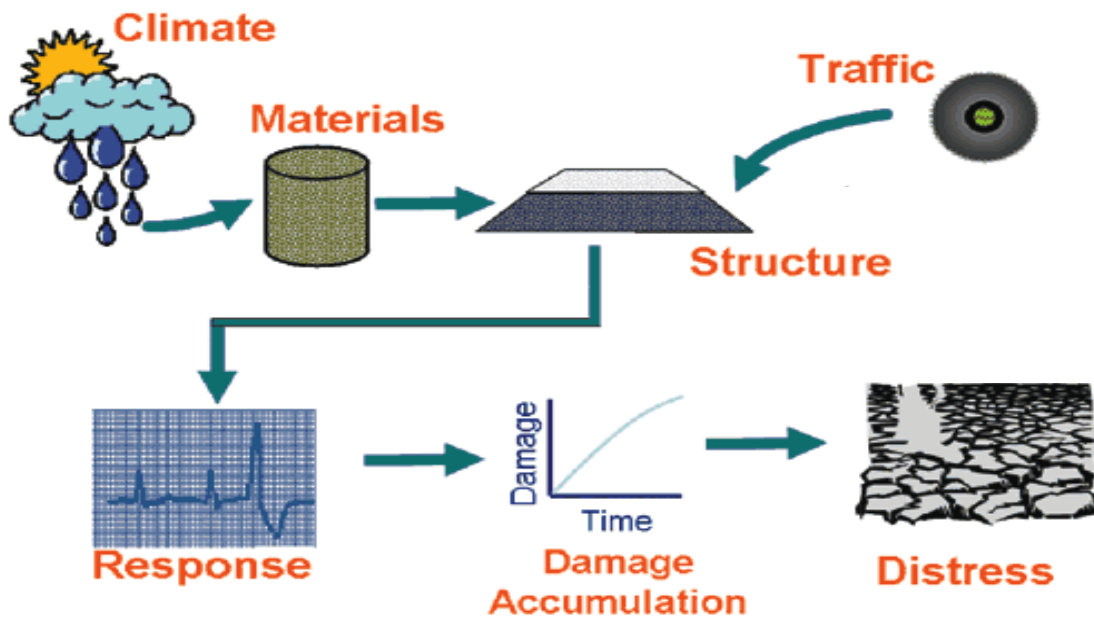 Climate
Traffic
Materials
Structure
Response
Damage
Time
Damage
Accumulation
Distress